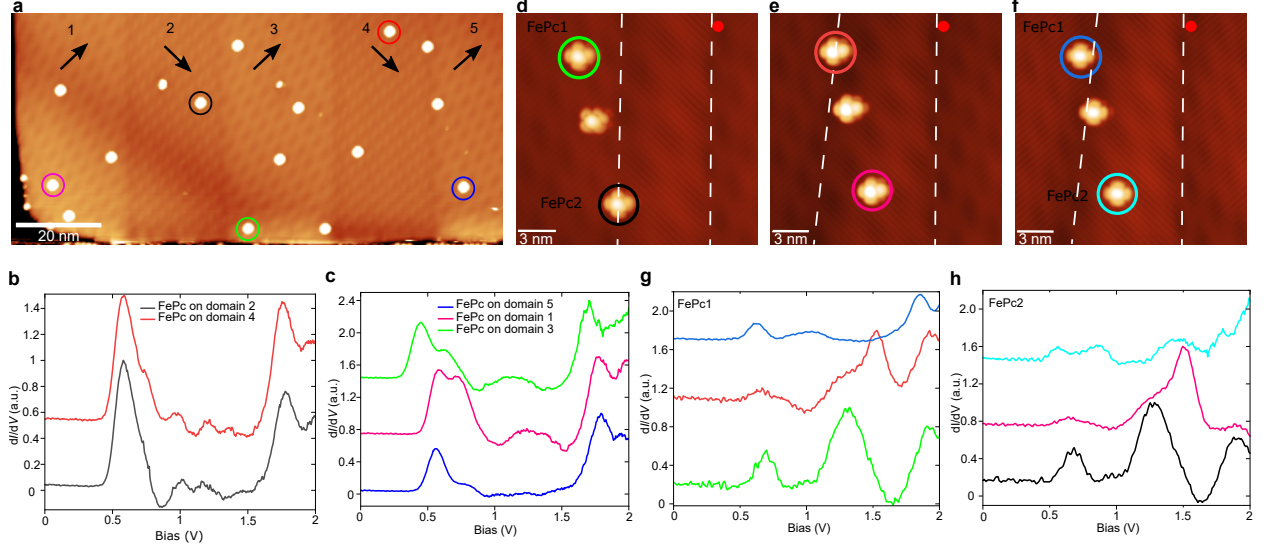 a
1
2
3
4
5
20 nm
d
FePc1
FePc2
3 nm
e
3 nm
f
FePc1
FePc2
3 nm
b
FePc on domain 2
FePc on domain 4
dI/dV (a.u.)
1.4
1
0.6
0.2
0
0
0.5
1
1.5
2
Bias (V)
c
FePc on domain 5
FePc on domain 1
FePc on domain 3
dI/dV (a.u.)
2.4
2.0
1.6
1.2
0.8
0.4
0
0
0.5
1.0
1.5
2
Bias (V)
g
FePc1
dI/dV (a.u.)
2.0
1.6
1.2
0.8
0.4
0
0
0.5
1.0
1.5
2
Bias (V)
h
FePc2
dI/dV (a.u.)
2.0
1.6
1.2
0.8
0.4
0
0
0.5
1.0
1.5
2.0
Bias (V)